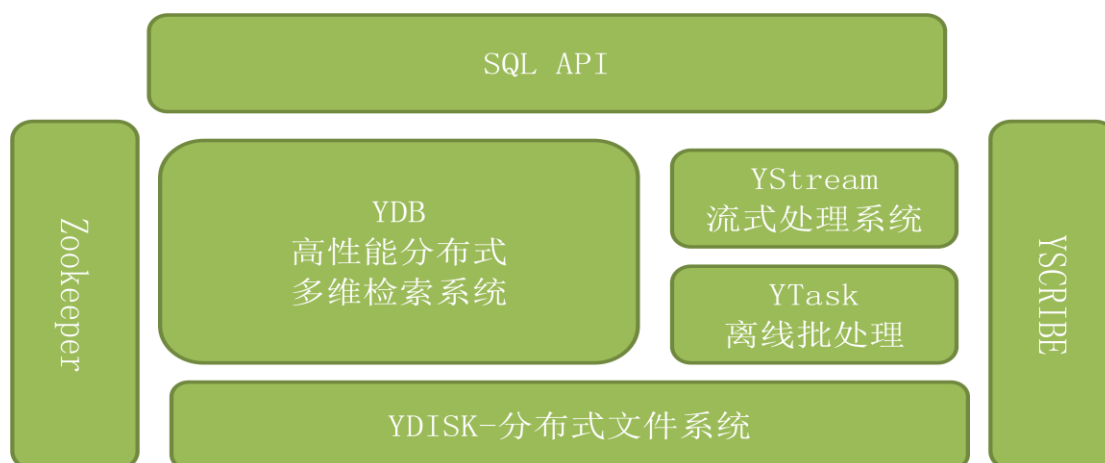 SQL API
Zookeeper
YDB
高性能分布式
多维检索系统
YStream
流式处理系统
YTask
离线批处理
YSCRIBE
YDISK-分布式文件系统